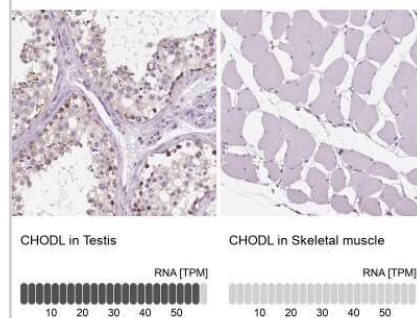 CHODL in Testis
RNA [TPM]
10 20 30 40 50
CHODL in Skeletal muscle
RNA [TPM]
10 20 30 40 50